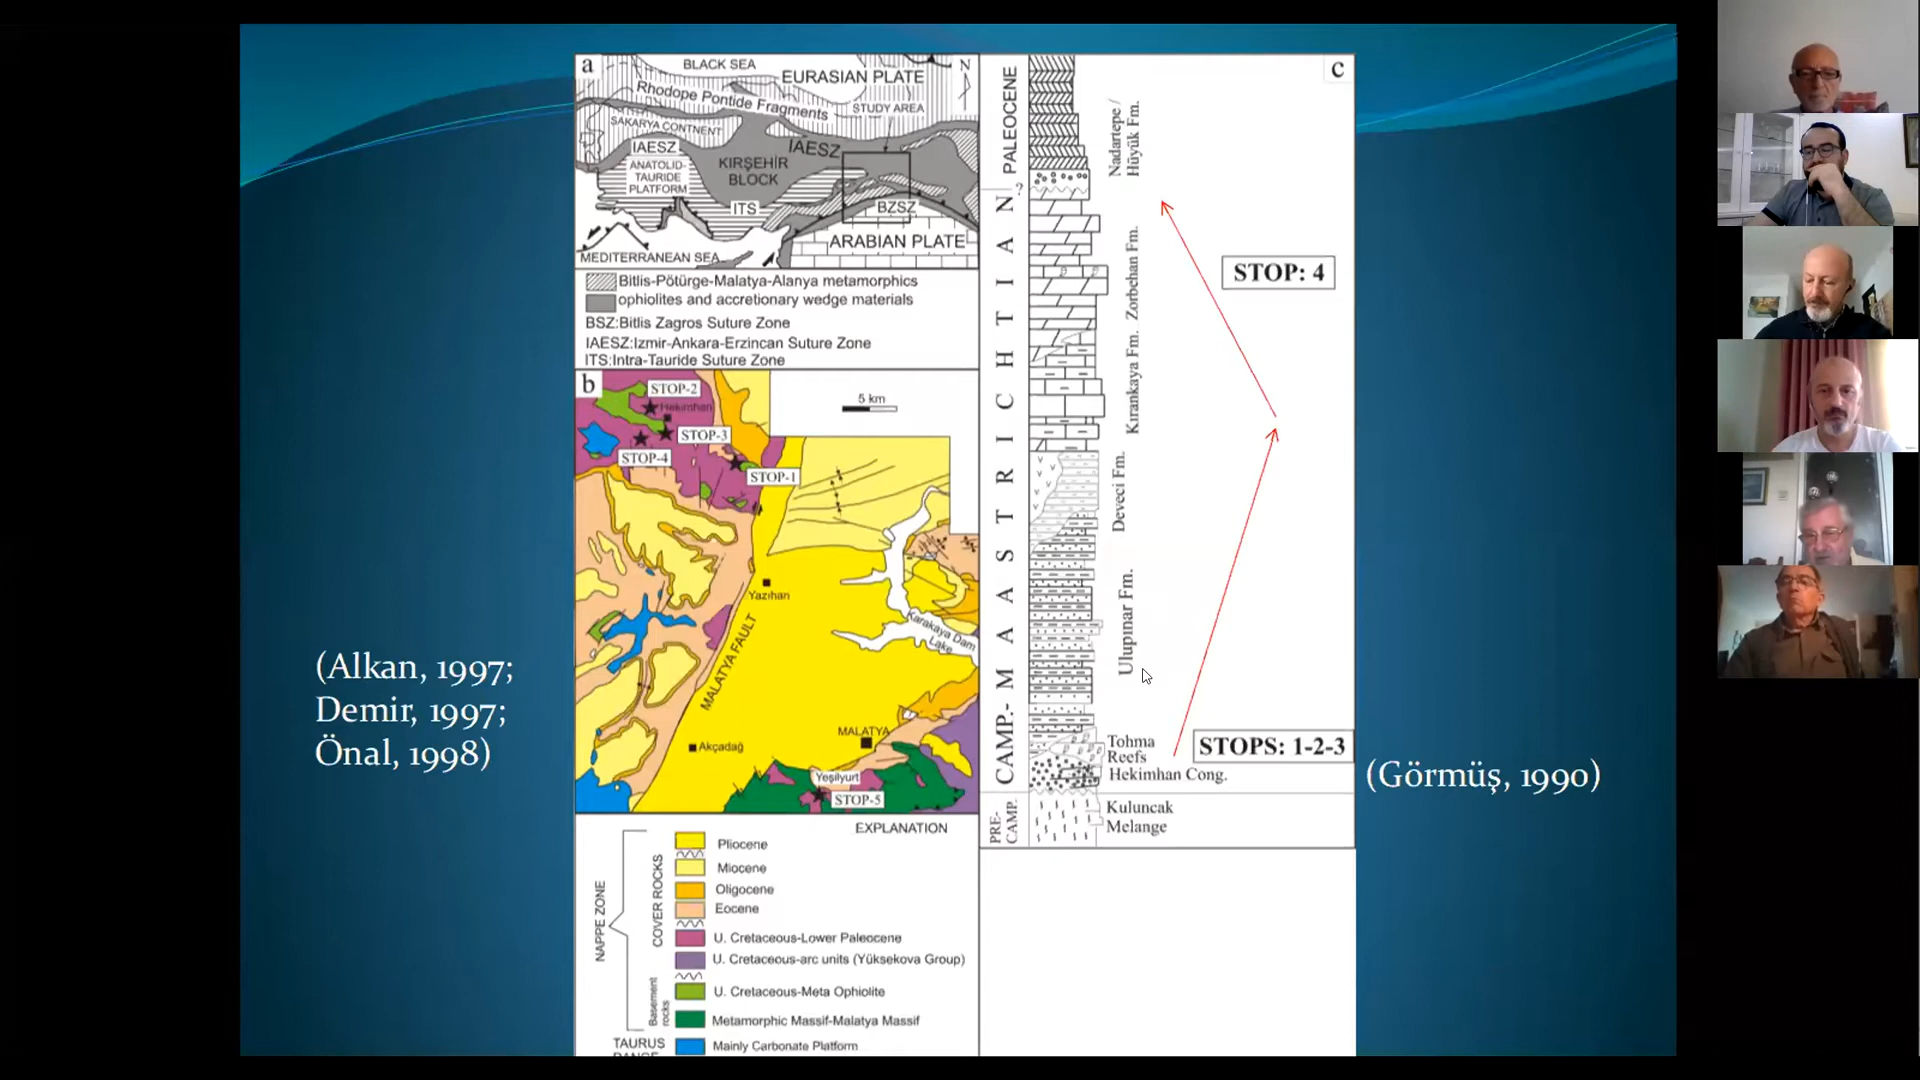 (Alkan, 1997;
Demir, 1997;
Önal, 1998)
a
BLACK SEA
N
EURASIAN PLATE
Rhodope Pontide Fragments
STUDY AREA
SAKARYA CONTNENT
IAESZ
IAESZ
ANATOLID-
TAURIDE
PLATFORM
KIRŞEHİR
BLOCK
ITS
BZSZ
ARABIAN PLATE
MEDITERRANEAN SEA
Bitlis-Pötürge-Malatya-Alanya metamorphics
ophiolites and accretionary wedge materials
BSZ:Bitlis Zagros Suture Zone
IAESZ:Izmir-Ankara-Erzincan Suture Zone
ITS:Intra-Tauride Suture Zone
b
STOP-2
Hekimhan
5 km
STOP-3
STOP-4
STOP-1
Yazıhan
Karakaya Dam
Lake
MALATYA FAULT
MALATYA
Akçadağ
Yeşilyurt
STOP-5
EXPLANATION
NAPPE ZONE
COVER ROCKS
Pliocene
Miocene
Oligocene
Eocene
U. Cretaceous-Lower Paleocene
U. Cretaceous-arc units (Yüksekova Group)
Basement
rocks
U. Cretaceous-Meta Ophiolite
Metamorphic Massif-Malatya Massif
TAURUS
Mainly Carbonate Platform
c
PALEOCENE
Nadartepe /
Hüyük Fm.
?
CAMP.- MAASTRICHTIAN
Zorbehan Fm.
STOP: 4
Kırankaya Fm.
Deveci Fm.
Ulupınar Fm.
Tohma
Reefs
STOPS: 1-2-3
Hekimhan Cong.
PRE-
CAMP.
Kuluncak
Melange
(Görmüş, 1990)